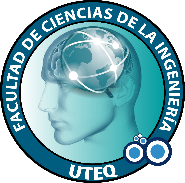 FACULTAD DE CIENCIAS DE LA INGENIERÍA
UTEQ